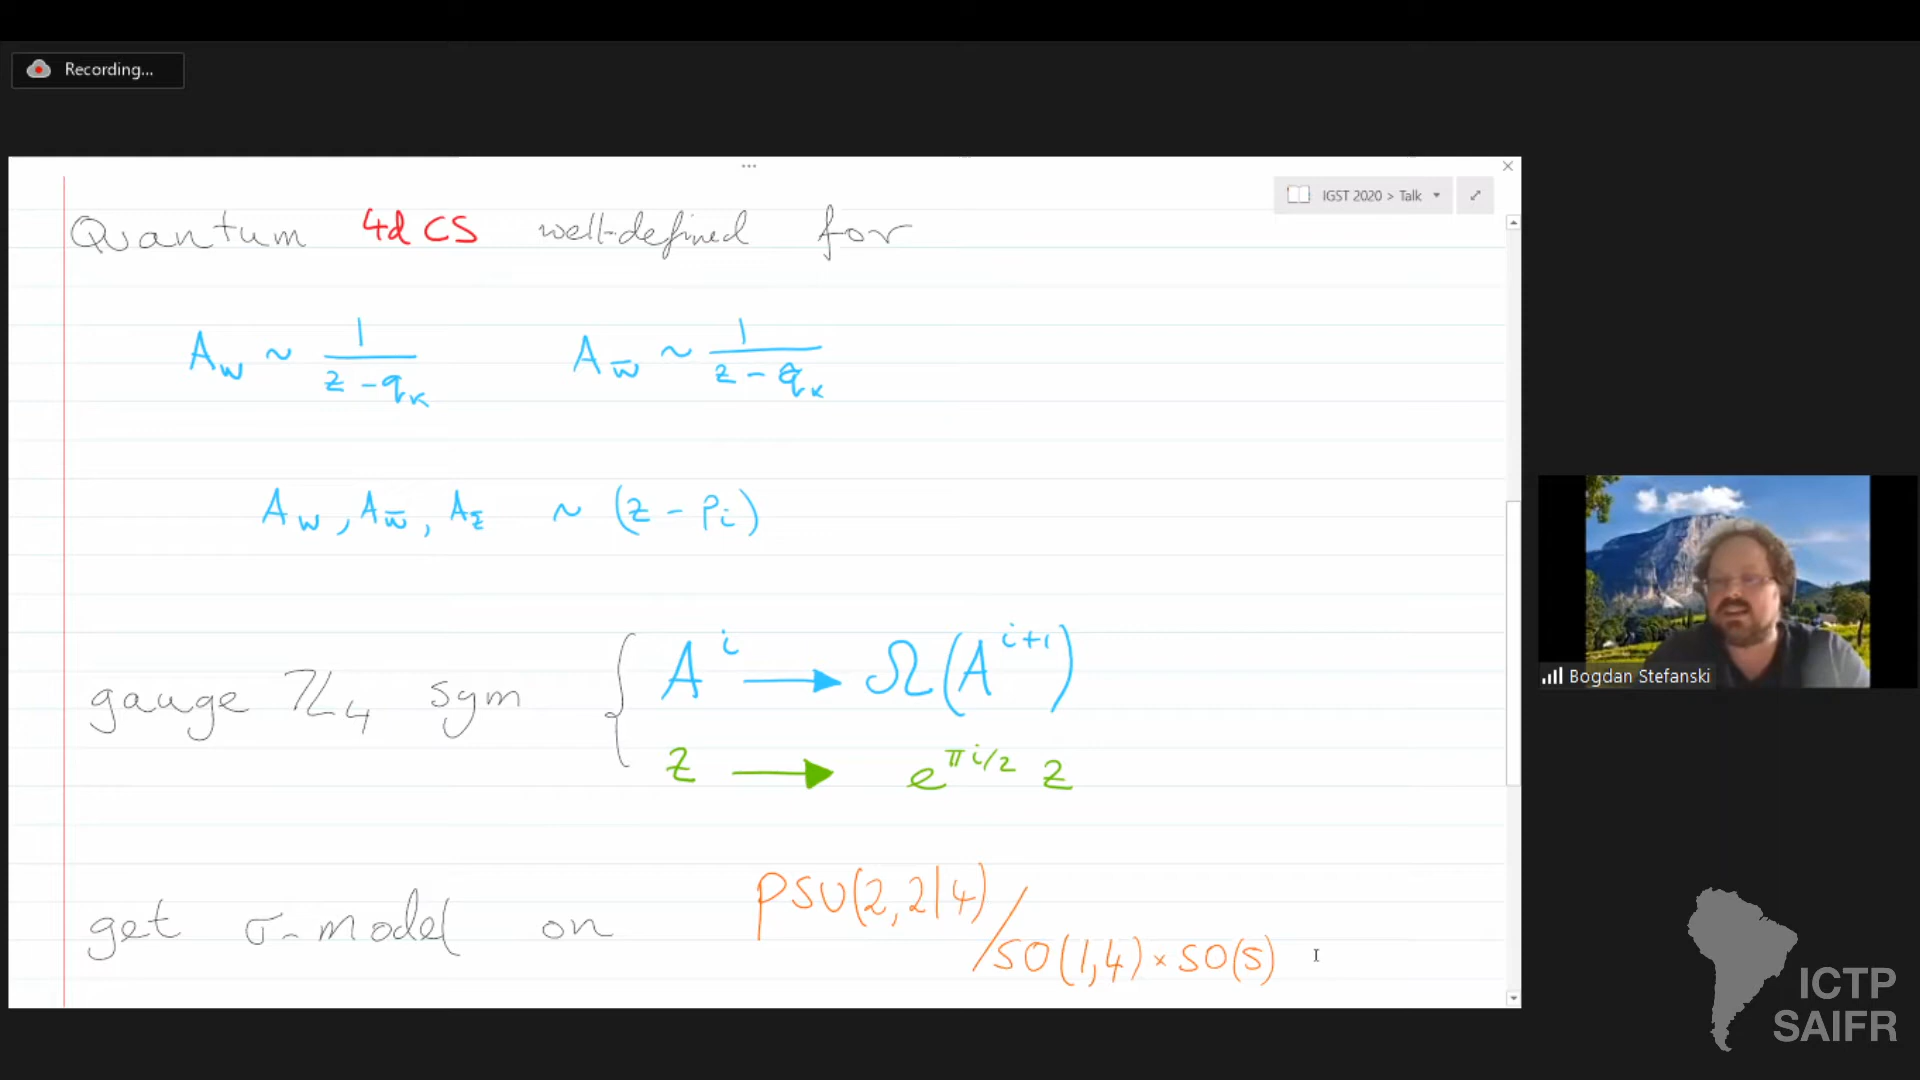 Recording...
IGST 2020 > Talk
Quantum 4d CS well-defined for
A_w ~ 1/(z - q_k)   A_w̄ ~ 1/(z - q̂_k)
A_w, A_w̄, A_z̄ ~ (z - p_i)
gauge ℤ_4 sym { A^i → Ω(A^{i+1})
z → e^{πi/2} z
get σ-model on PSU(2,2|4)/SO(1,4) × SO(5)
Bogdan Stefanski
ICTP
SAIFR